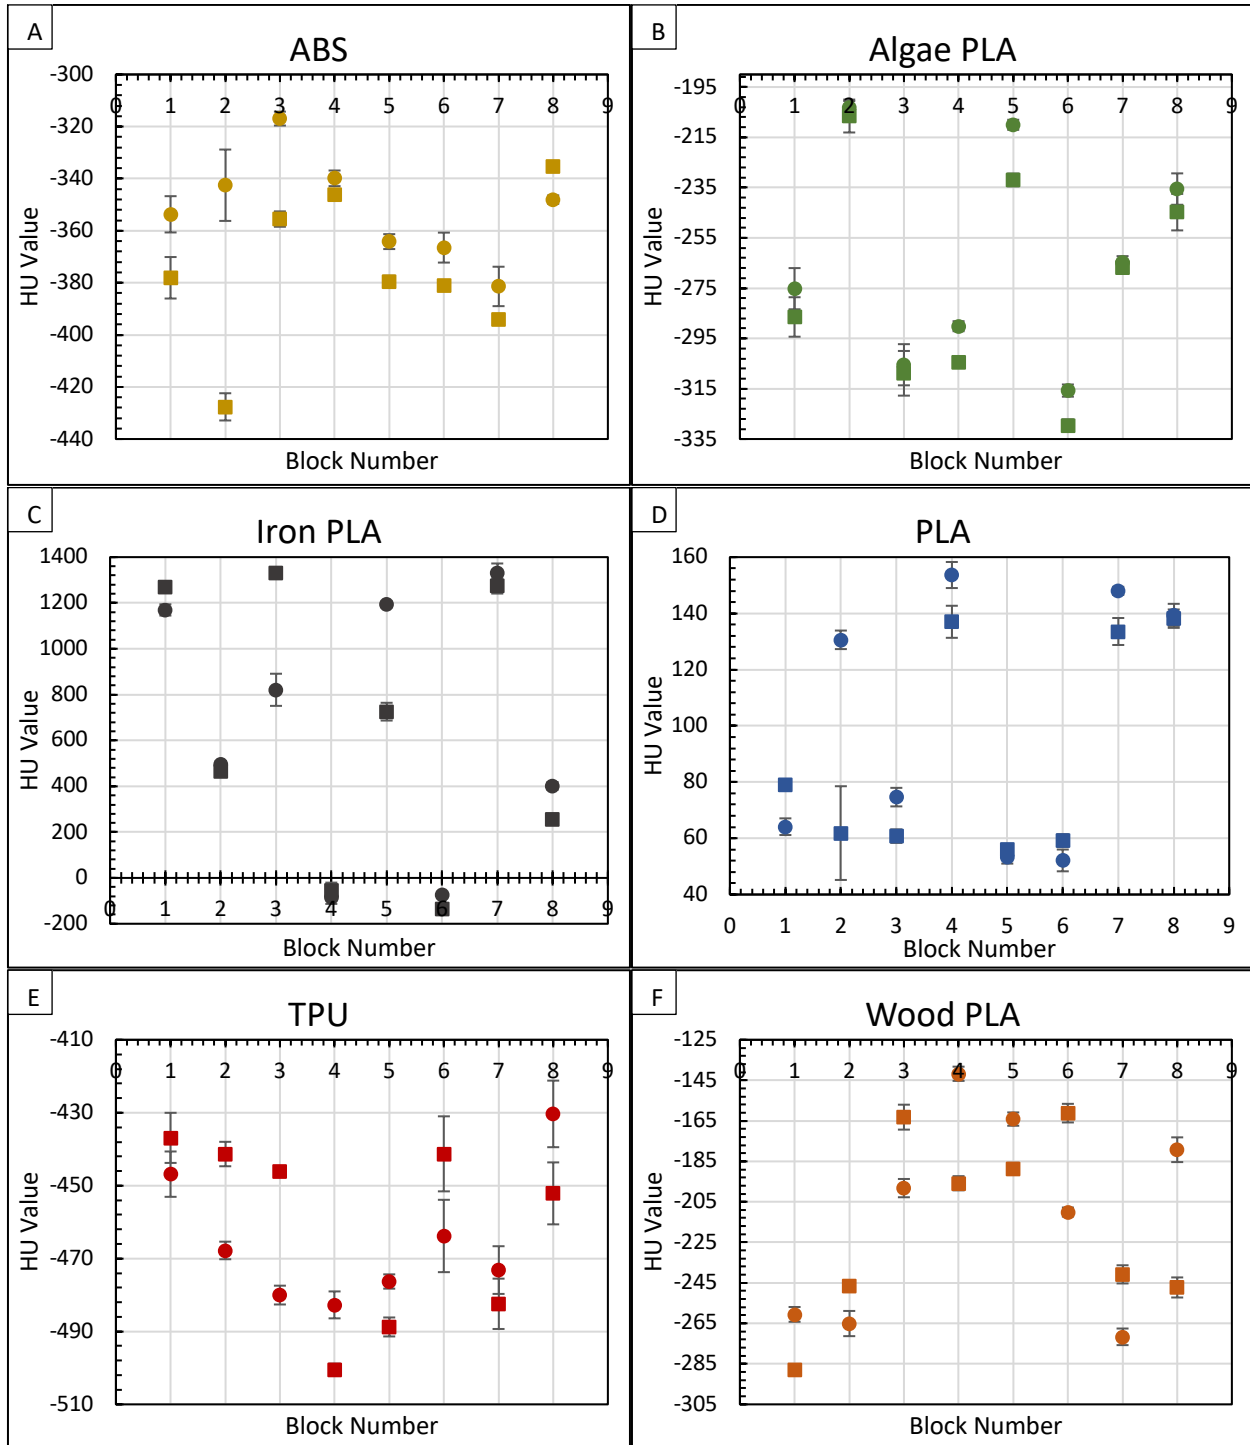 A
ABS
-300
-320
-340
-360
-380
-400
-420
-440
0 1 2 3 4 5 6 7 8 9
HU Value
Block Number
B
Algae PLA
-195
-215
-235
-255
-275
-295
-315
-335
0 1 2 3 4 5 6 7 8 9
HU Value
Block Number
C
Iron PLA
1400
1200
1000
800
600
400
200
0
-200
0 1 2 3 4 5 6 7 8 9
HU Value
Block Number
D
PLA
160
140
120
100
80
60
40
0 1 2 3 4 5 6 7 8 9
HU Value
Block Number
E
TPU
-410
-430
-450
-470
-490
-510
0 1 2 3 4 5 6 7 8 9
HU Value
Block Number
F
Wood PLA
-125
-145
-165
-185
-205
-225
-245
-265
-285
-305
0 1 2 3 4 5 6 7 8 9
HU Value
Block Number